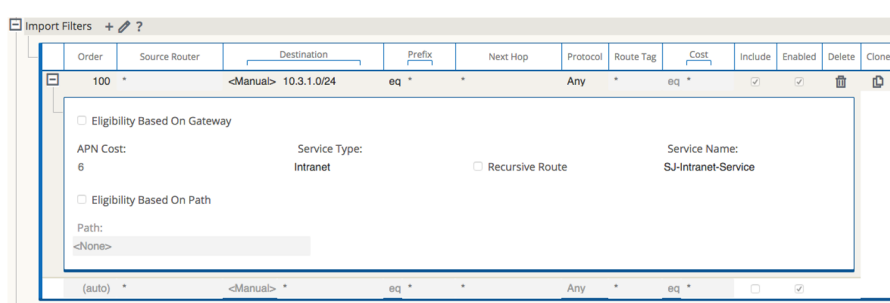 Import Filters + ?
Order Source Router Destination Prefix Next Hop Protocol Route Tag Cost Include Enabled Delete Clone
100 * <Manual> 10.3.1.0/24 eq * * Any * eq *
Eligibility Based On Gateway
APN Cost: Service Type: Service Name:
6 Intranet Recursive Route SJ-Intranet-Service
Eligibility Based On Path
Path:
<None>
(auto) * <Manual> * eq * * Any * eq *